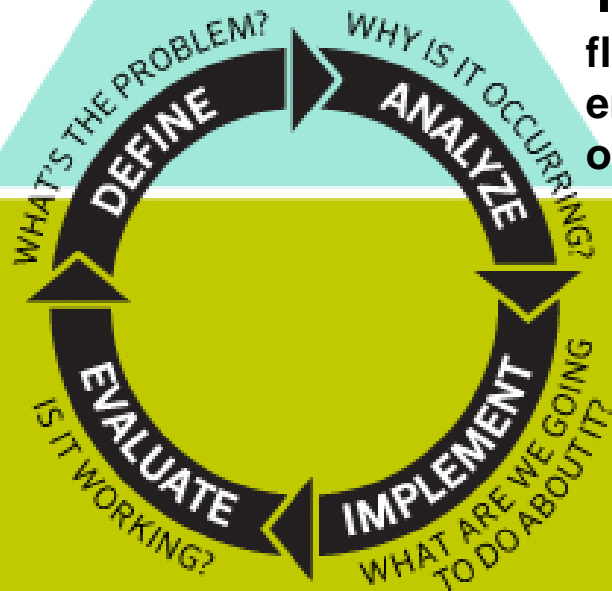 WHAT'S THE PROBLEM?
DEFINE
WHY IS IT OCCURRING?
ANALYZE
WHAT ARE WE GOING
TO DO ABOUT IT?
IMPLEMENT
IS IT WORKING?
EVALUATE